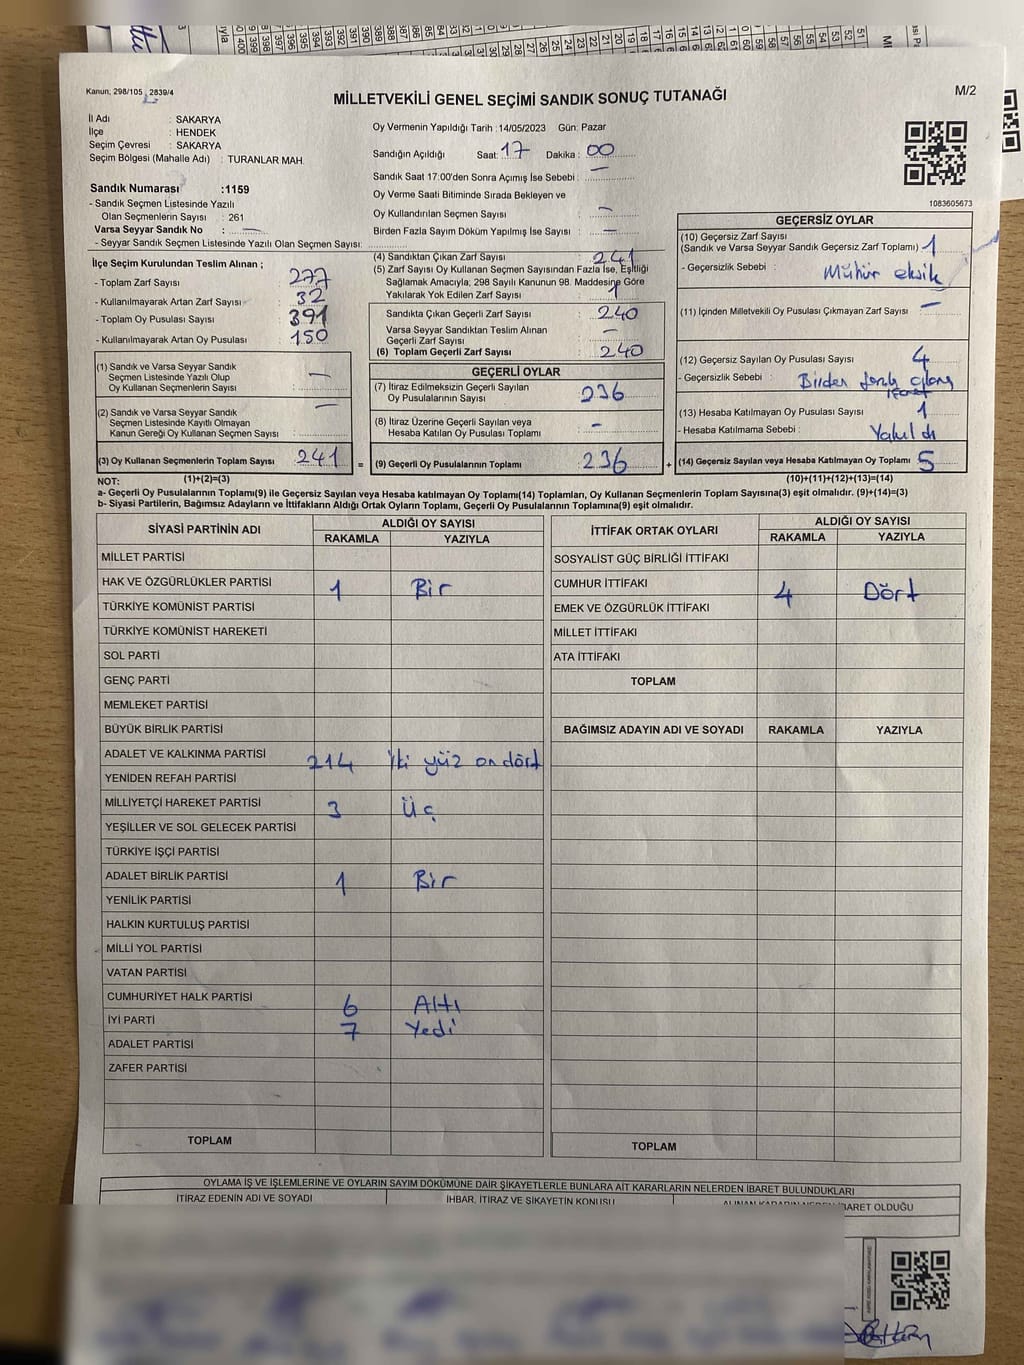 Kanun, 298/105, 2839/4
MİLLETVEKİLİ GENEL SEÇİMİ SANDIK SONUÇ TUTANAĞI
M/2
İl Adı : SAKARYA
İlçe : HENDEK
Seçim Çevresi : SAKARYA
Seçim Bölgesi (Mahalle Adı) : TURANLAR MAH.
Sandık Numarası :1159
- Sandık Seçmen Listesinde Yazılı
Olan Seçmenlerin Sayısı : 261
Varsa Seyyar Sandık No : —
- Seyyar Sandık Seçmen Listesinde Yazılı Olan Seçmen Sayısı:
Oy Vermenin Yapıldığı Tarih :14/05/2023 Gün: Pazar
Sandığın Açıldığı Saat: 17 Dakika : 00
Sandık Saat 17:00'den Sonra Açımış İse Sebebi : —
Oy Verme Saati Bitiminde Sırada Bekleyen ve
Oy Kullandırılan Seçmen Sayısı : —
Birden Fazla Sayım Döküm Yapılmış İse Sayısı : —
1083605673
İlçe Seçim Kurulundan Teslim Alınan ;
- Toplam Zarf Sayısı : 277
- Kullanılmayarak Artan Zarf Sayısı : 32
- Toplam Oy Pusulası Sayısı : 391
- Kullanılmayarak Artan Oy Pusulası : 150
(1) Sandık ve Varsa Seyyar Sandık
Seçmen Listesinde Yazılı Olup
Oy Kullanan Seçmenlerin Sayısı : —
(2) Sandık ve Varsa Seyyar Sandık
Seçmen Listesinde Kayıtlı Olmayan
Kanun Gereği Oy Kullanan Seçmen Sayısı : —
(3) Oy Kullanan Seçmenlerin Toplam Sayısı : 241 =
(4) Sandıktan Çıkan Zarf Sayısı : 241
(5) Zarf Sayısı Oy Kullanan Seçmen Sayısından Fazla İse, Eşitliği
Sağlamak Amacıyla; 298 Sayılı Kanunun 98. Maddesine Göre
Yakılarak Yok Edilen Zarf Sayısı : 1
Sandıkta Çıkan Geçerli Zarf Sayısı : 240
Varsa Seyyar Sandıktan Teslim Alınan
Geçerli Zarf Sayısı :
(6) Toplam Geçerli Zarf Sayısı : 240
GEÇERLİ OYLAR
(7) İtiraz Edilmeksizin Geçerli Sayılan
Oy Pusulalarının Sayısı : 236
(8) İtiraz Üzerine Geçerli Sayılan veya
Hesaba Katılan Oy Pusulası Toplamı : —
(9) Geçerli Oy Pusulalarının Toplamı : 236 +
GEÇERSİZ OYLAR
(10) Geçersiz Zarf Sayısı
(Sandık ve Varsa Seyyar Sandık Geçersiz Zarf Toplamı) : 1
- Geçersizlik Sebebi : Mühür eksik
(11) İçinden Milletvekili Oy Pusulası Çıkmayan Zarf Sayısı : —
(12) Geçersiz Sayılan Oy Pusulası Sayısı : 4
- Geçersizlik Sebebi : Birden
(13) Hesaba Katılmayan Oy Pusulası Sayısı : 1
- Hesaba Katılmama Sebebi : Yakıldı
(14) Geçersiz Sayılan veya Hesaba Katılmayan Oy Toplamı : 5
NOT: (1)+(2)=(3) (10)+(11)+(12)+(13)=(14)
a- Geçerli Oy Pusulalarının Toplamı(9) ile Geçersiz Sayılan veya Hesaba katılmayan Oy Toplamı(14) Toplamları, Oy Kullanan Seçmenlerin Toplam Sayısına(3) eşit olmalıdır. (9)+(14)=(3)
b- Siyasi Partilerin, Bağımsız Adayların ve İttifakların Aldığı Ortak Oyların Toplamı, Geçerli Oy Pusulalarının Toplamına(9) eşit olmalıdır.
SİYASİ PARTİNİN ADI ALDIĞI OY SAYISI
RAKAMLA YAZIYLA
MİLLET PARTİSİ
HAK VE ÖZGÜRLÜKLER PARTİSİ 1 Bir
TÜRKİYE KOMÜNİST PARTİSİ
TÜRKİYE KOMÜNİST HAREKETİ
SOL PARTİ
GENÇ PARTİ
MEMLEKET PARTİSİ
BÜYÜK BİRLİK PARTİSİ
ADALET VE KALKINMA PARTİSİ 214 İki yüz on dört
YENİDEN REFAH PARTİSİ
MİLLİYETÇİ HAREKET PARTİSİ 3 Üç
YEŞİLLER VE SOL GELECEK PARTİSİ
TÜRKİYE İŞÇİ PARTİSİ
ADALET BİRLİK PARTİSİ 1 Bir
YENİLİK PARTİSİ
HALKIN KURTULUŞ PARTİSİ
MİLLİ YOL PARTİSİ
VATAN PARTİSİ
CUMHURİYET HALK PARTİSİ 6 Altı
İYİ PARTİ 7 Yedi
ADALET PARTİSİ
ZAFER PARTİSİ
TOPLAM
İTTİFAK ORTAK OYLARI ALDIĞI OY SAYISI
RAKAMLA YAZIYLA
SOSYALİST GÜÇ BİRLİĞİ İTTİFAKI
CUMHUR İTTİFAKI 4 Dört
EMEK VE ÖZGÜRLÜK İTTİFAKI
MİLLET İTTİFAKI
ATA İTTİFAKI
TOPLAM
BAĞIMSIZ ADAYIN ADI VE SOYADI RAKAMLA YAZIYLA
TOPLAM
OYLAMA İŞ VE İŞLEMLERİNE VE OYLARIN SAYIM DÖKÜMÜNE DAİR ŞİKAYETLERLE BUNLARA AİT KARARLARIN NELERDEN İBARET BULUNDUKLARI
İTİRAZ EDENİN ADI VE SOYADI İHBAR, İTİRAZ VE ŞİKAYETİN KONUSU ALINAN KARARIN NEDEN İBARET OLDUĞU